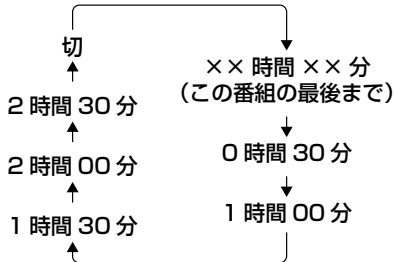 切
×× 時間 ×× 分
（この番組の最後まで）
0 時間 30 分
1 時間 00 分
1 時間 30 分
2 時間 00 分
2 時間 30 分